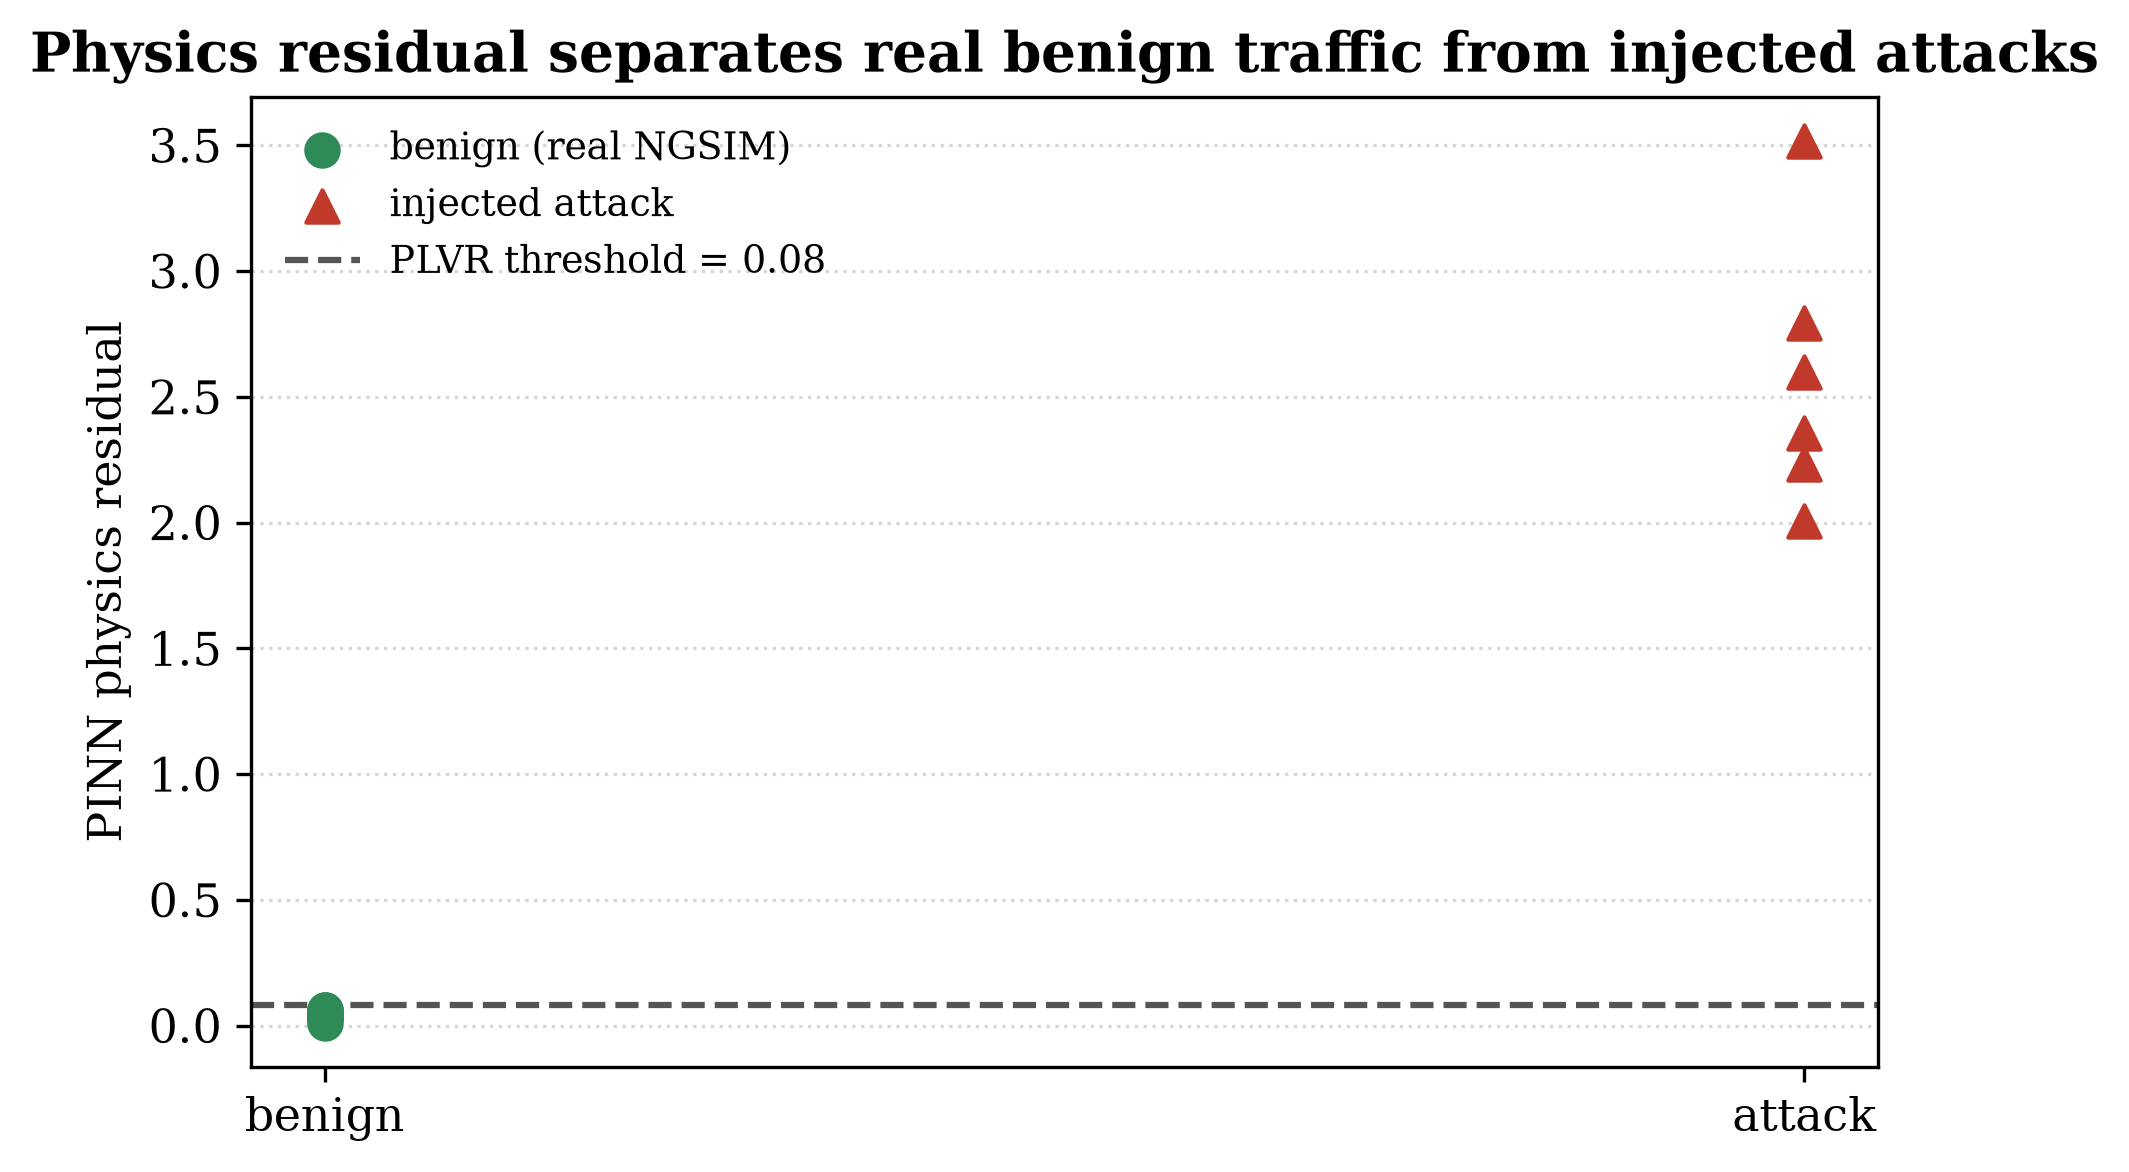 Physics residual separates real benign traffic from injected attacks
benign (real NGSIM)
injected attack
PLVR threshold = 0.08
PINN physics residual
3.5
3.0
2.5
2.0
1.5
1.0
0.5
0.0
benign
attack